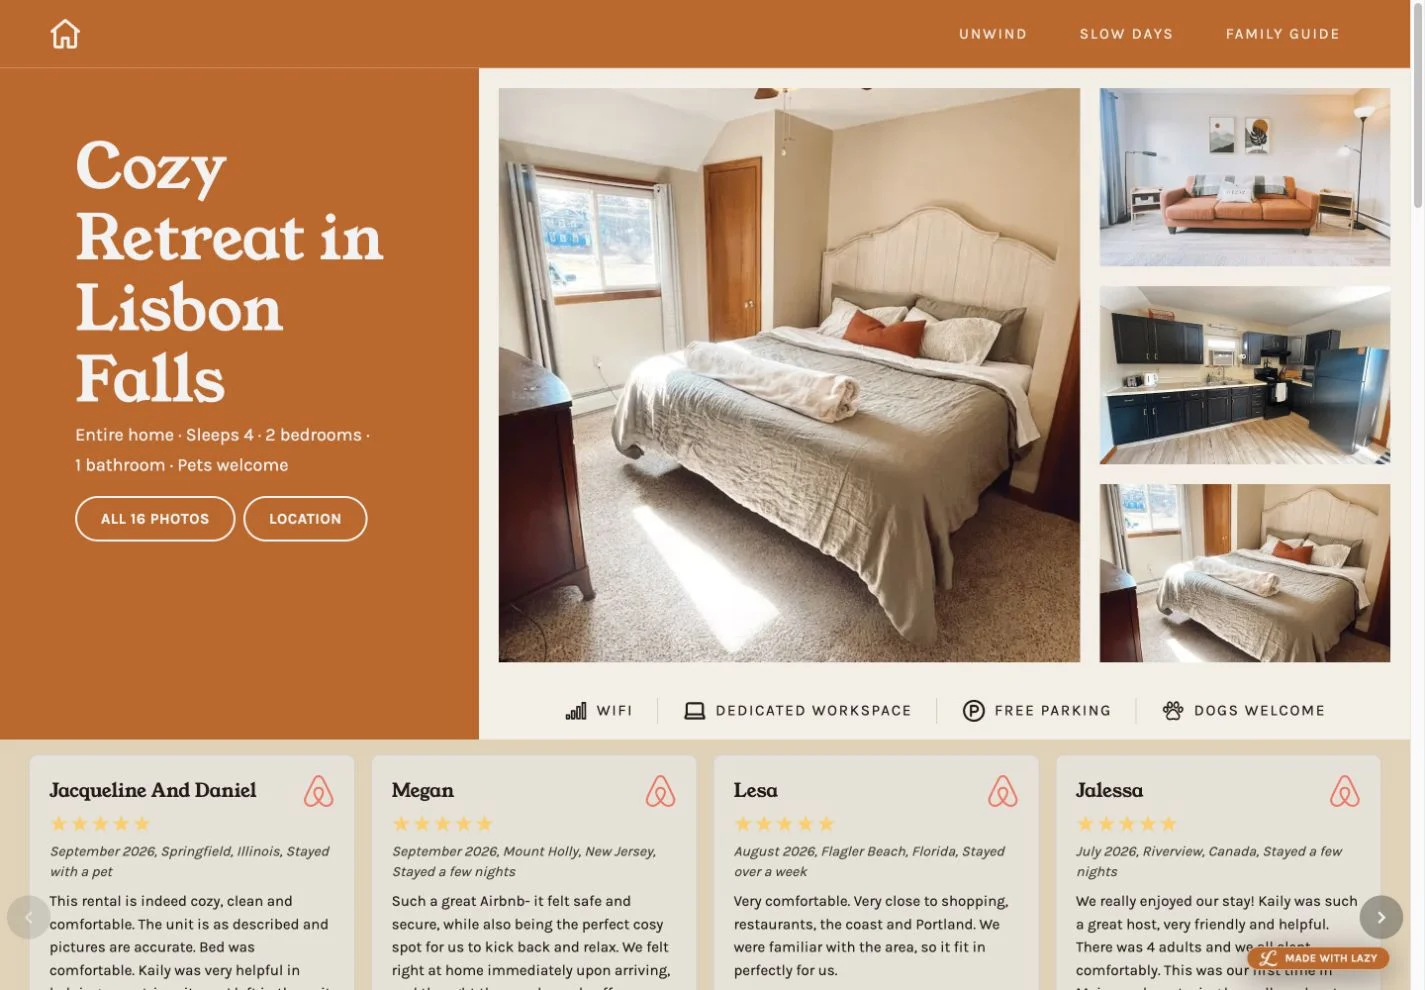 UNWIND
SLOW DAYS
FAMILY GUIDE
Cozy
Retreat in
Lisbon
Falls
Entire home · Sleeps 4 · 2 bedrooms ·
1 bathroom · Pets welcome
ALL 16 PHOTOS
LOCATION
WIFI
DEDICATED WORKSPACE
FREE PARKING
DOGS WELCOME
Jacqueline And Daniel
September 2026, Springfield, Illinois, Stayed
with a pet
This rental is indeed cozy, clean and
comfortable. The unit is as described and
pictures are accurate. Bed was
comfortable. Kaily was very helpful in
Megan
September 2026, Mount Holly, New Jersey,
Stayed a few nights
Such a great Airbnb- it felt safe and
secure, while also being the perfect cosy
spot for us to kick back and relax. We felt
right at home immediately upon arriving,
Lesa
August 2026, Flagler Beach, Florida, Stayed
over a week
Very comfortable. Very close to shopping,
restaurants, the coast and Portland. We
were familiar with the area, so it fit in
perfectly for us.
Jalessa
July 2026, Riverview, Canada, Stayed a few
nights
We really enjoyed our stay! Kaily was such
a great host, very friendly and helpful.
There was 4 adults and we all slept
comfortably. This was our first time in
MADE WITH LAZY